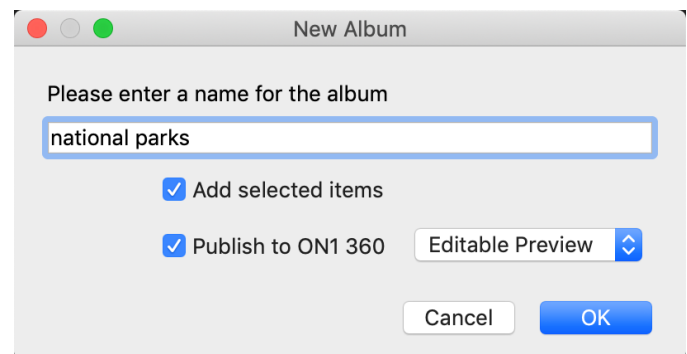 New Album
Please enter a name for the album
national parks
Add selected items
Publish to ON1 360 Editable Preview
Cancel OK